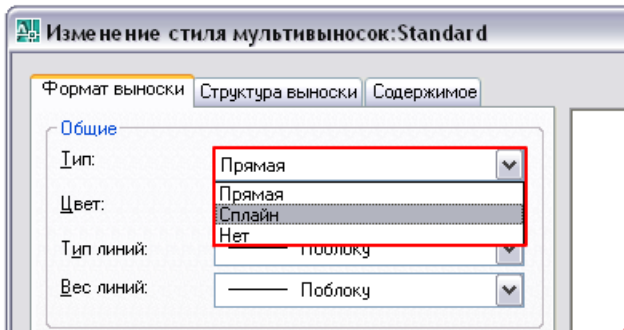 Изменение стиля мультивыносок:Standard
Формат выноски Структура выноски Содержимое
Общие
Тип: Прямая
Прямая
Цвет:
Сплайн
Нет
Тип линий: Поблоку
Вес линий: Поблоку